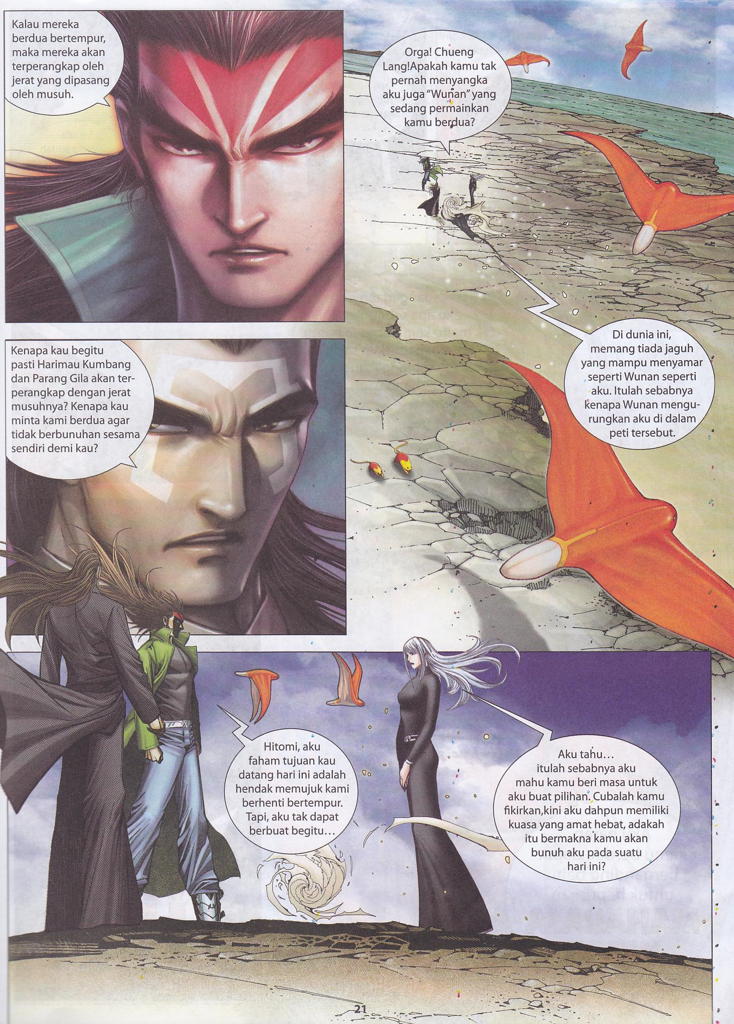 Kalau mereka
berdua bertempur,
maka mereka akan
terperangkap oleh
jerat yang dipasang
oleh musuh.
Orga! Chueng
Lang!Apakah kamu tak
pernah menyangka
aku juga "Wunan" yang
sedang permainkan
kamu berdua?
Di dunia ini,
memang tiada jaguh
yang mampu menyamar
seperti Wunan seperti
aku. Itulah sebabnya
kenapa Wunan mengu-
rungkan aku di dalam
peti tersebut.
Kenapa kau begitu
pasti Harimau Kumbang
dan Parang Gila akan ter-
perangkap dengan jerat
musuhnya? Kenapa kau
minta kami berdua agar
tidak berbunuhan sesama
sendiri demi kau?
Hitomi, aku
faham tujuan kau
datang hari ini adalah
hendak memujuk kami
berhenti bertempur.
Tapi, aku tak dapat
berbuat begitu...
Aku tahu...
itulah sebabnya aku
mahu kamu beri masa untuk
aku buat pilihan. Cubalah kamu
fikirkan,kini aku dahpun memiliki
kuasa yang amat hebat, adakah
itu bermakna kamu akan
bunuh aku pada suatu
hari ini?
21